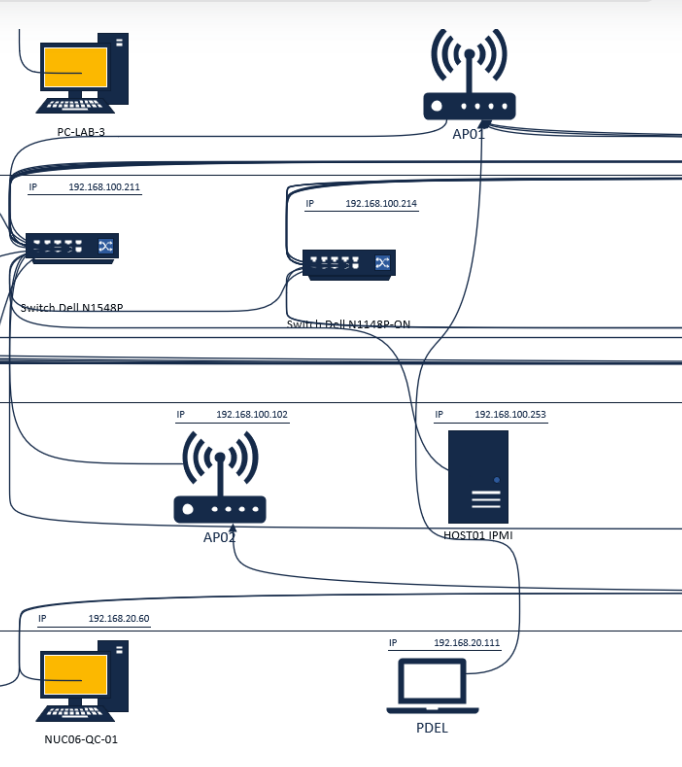 PC-LAB-3
AP01
IP 192.168.100.211
IP 192.168.100.214
Switch Dell N1548P
Switch Dell N1148P-ON
IP 192.168.100.102
IP 192.168.100.253
AP02
HOST01 IPMI
IP 192.168.20.60
IP 192.168.20.111
NUC06-QC-01
PDEL